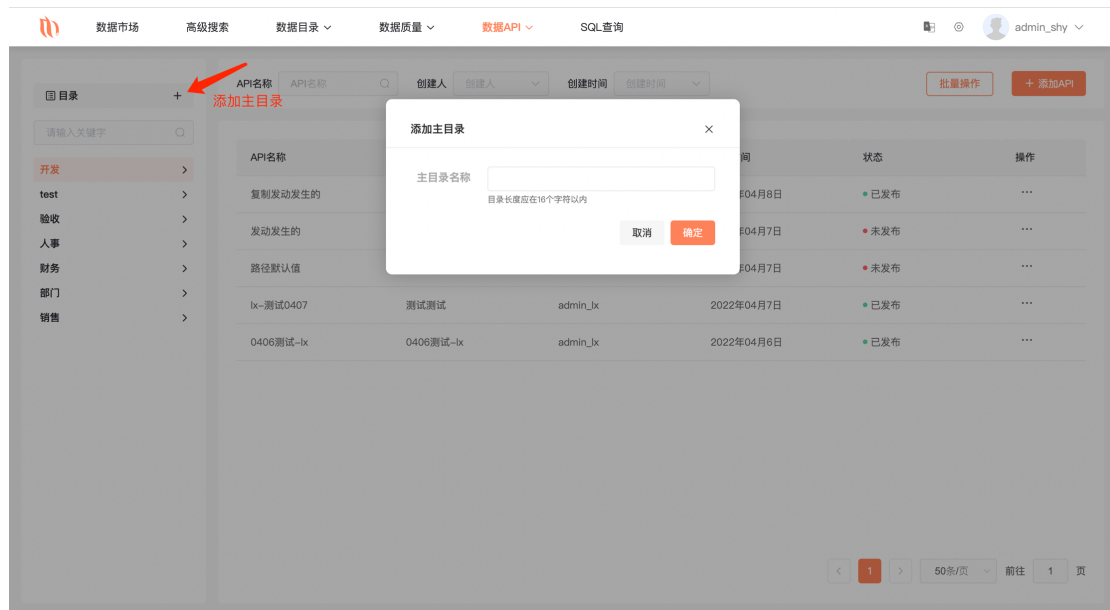 数据市场 高级搜索 数据目录 数据质量 数据API SQL查询 admin_shy
目录 +
添加主目录
API名称 API名称 创建人 创建人 创建时间 创建时间 批量操作 + 添加API
请输入关键字
开发
test
验收
人事
财务
部门
销售
添加主目录
主目录名称
目录长度应在16个字符以内
取消 确定
API名称 间 状态 操作
复制发动发生的 年04月8日 已发布 ...
发动发生的 年04月7日 未发布 ...
路径默认值 年04月7日 未发布 ...
lx-测试0407 测试测试 admin_lx 2022年04月7日 已发布 ...
0406测试-lx 0406测试-lx admin_lx 2022年04月6日 已发布 ...
< 1 > 50条/页 前往 1 页